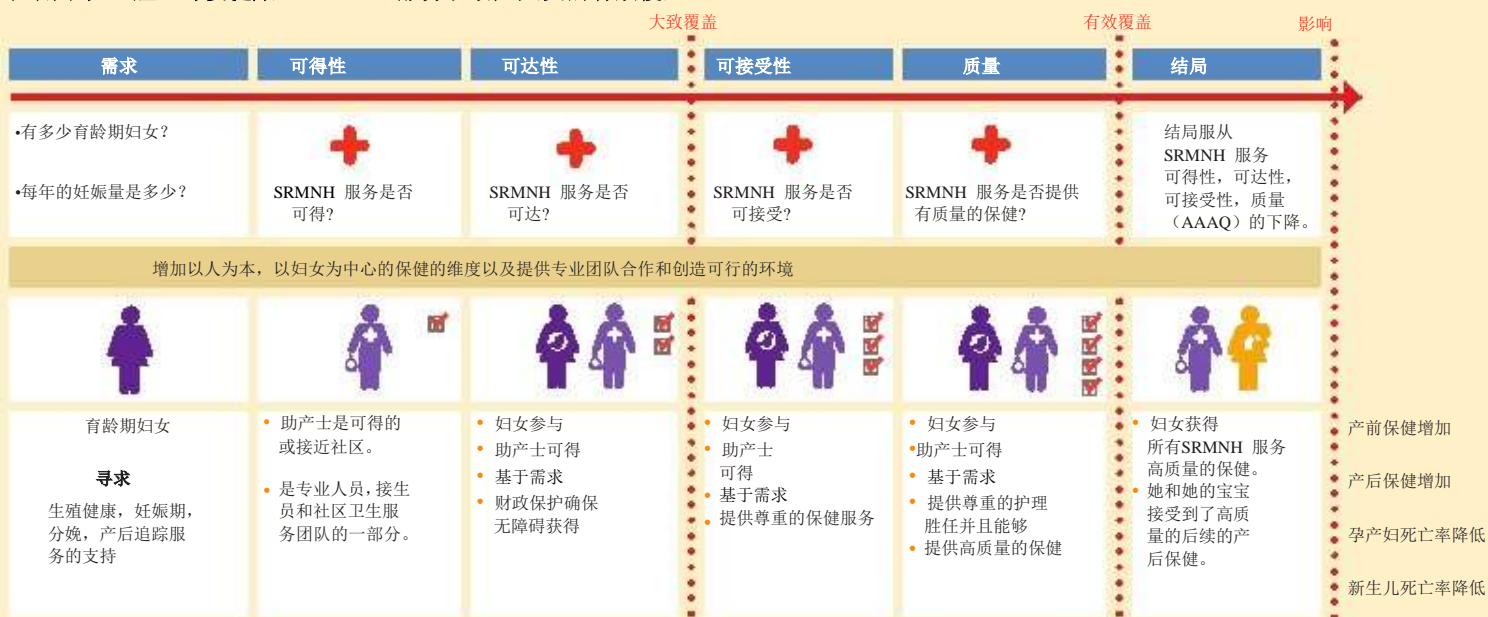 大致覆盖
有效覆盖
影响
需求
可得性
可达性
可接受性
质量
结局
•有多少育龄期妇女？
•每年的妊娠量是多少？
SRMNH 服务是否
可得？
SRMNH 服务是否
可达？
SRMNH 服务是否
可接受？
SRMNH 服务是否提供
有质量的保健？
结局服从
SRMNH 服务
可得性，可达性，
可接受性，质量
（AAAQ）的下降。
增加以人为本，以妇女为中心的保健的维度以及提供专业团队合作和创造可行的环境
育龄期妇女
寻求
生殖健康，妊娠期，
分娩，产后追踪服
务的支持
• 助产士是可得的
或接近社区。
• 是专业人员，接生
员和社区卫生服
务团队的一部分。
• 妇女参与
• 助产士可得
• 基于需求
• 财政保护确保
无障碍获得
• 妇女参与
• 助产士
可得
• 基于需求
• 提供尊重的保健服务
• 妇女参与
•助产士可得
• 基于需求
• 提供尊重的护理
胜任并且能够
• 提供高质量的保健
• 妇女获得
所有SRMNH 服务
高质量的保健。
• 她和她的宝宝
接受到了高质
量的后续的产
后保健。
产前保健增加
产后保健增加
孕产妇死亡率降低
新生儿死亡率降低